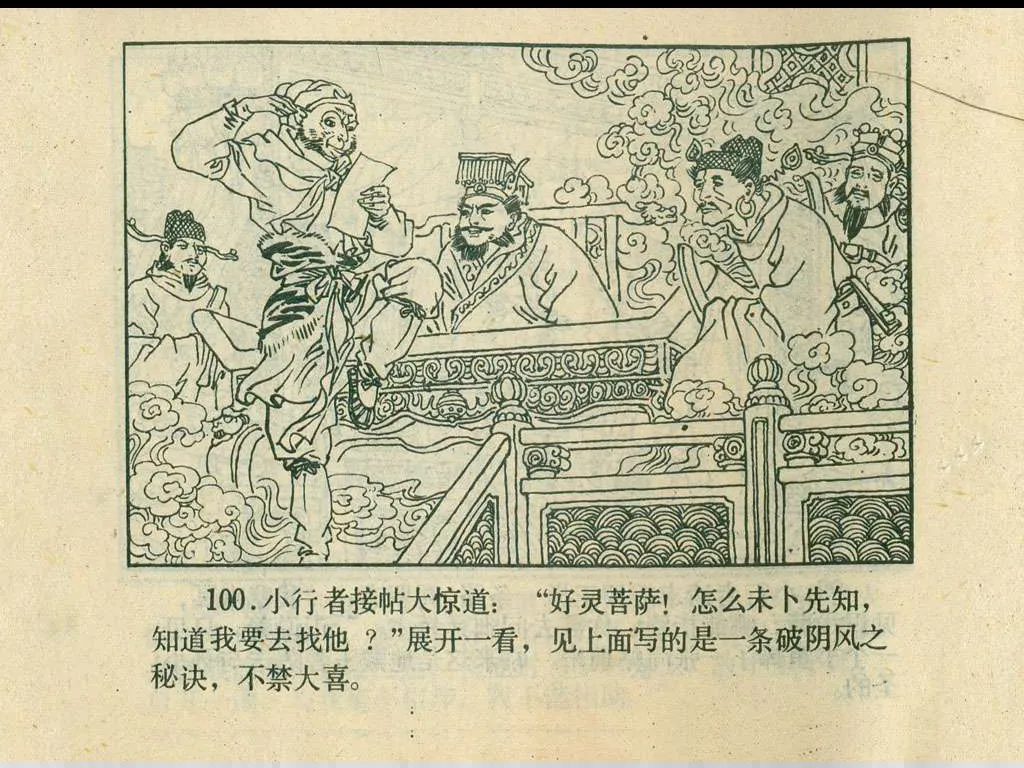 100.小行者接帖大惊道：“好灵菩萨！怎么未卜先知，
知道我要去找他？”展开一看，见上面写的是一条破阴风之
秘诀，不禁大喜。